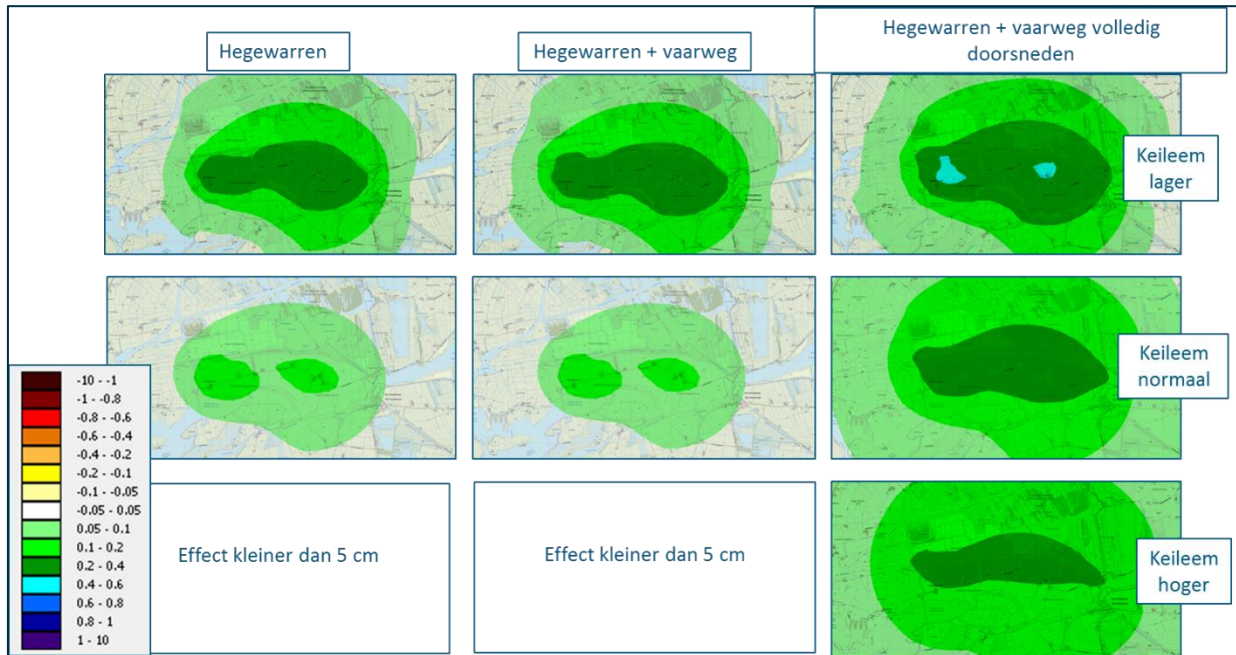 Hegewarren
Hegewarren + vaarweg
Hegewarren + vaarweg volledig
doorsneden
Keileem
lager
Keileem
normaal
-10 - -1
-1 - -0.8
-0.8 - -0.6
-0.6 - -0.4
-0.4 - -0.2
-0.2 - -0.1
-0.1 - -0.05
-0.05 - 0.05
0.05 - 0.1
0.1 - 0.2
0.2 - 0.4
0.4 - 0.6
0.6 - 0.8
0.8 - 1
1 - 10
Effect kleiner dan 5 cm
Effect kleiner dan 5 cm
Keileem
hoger